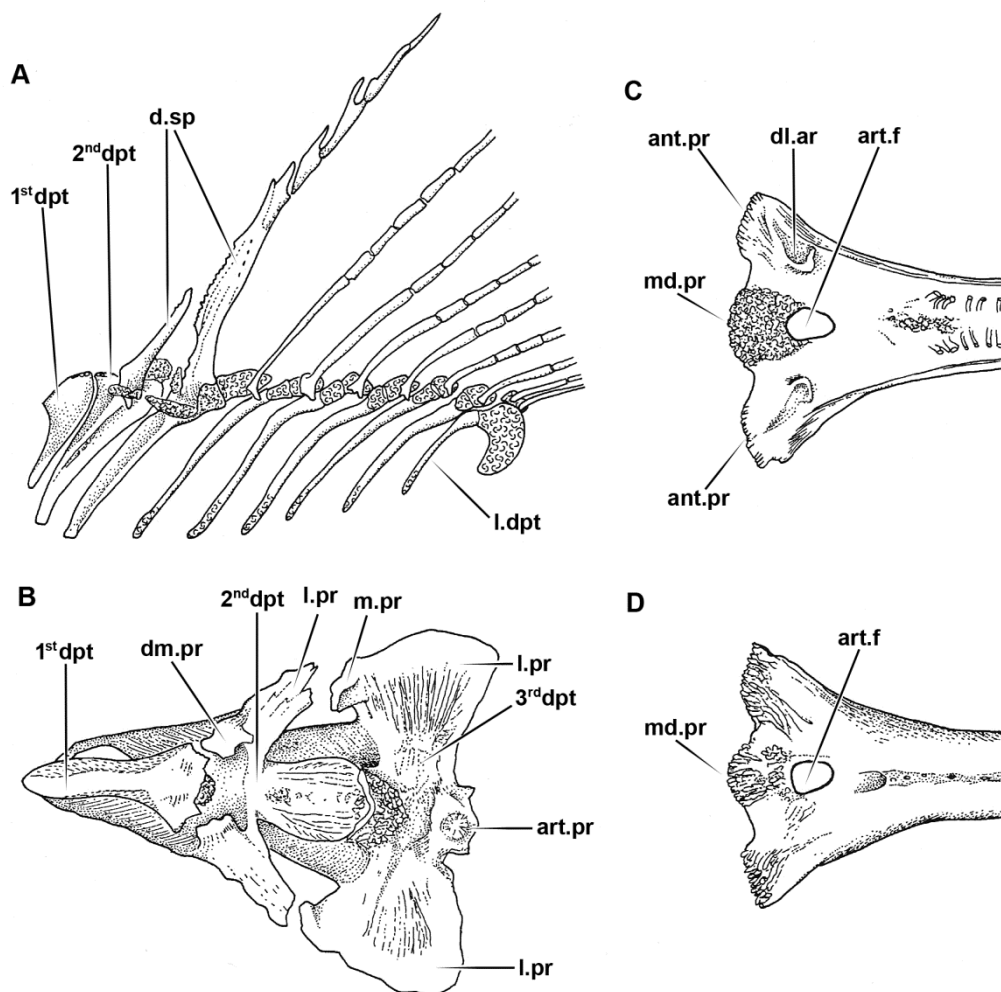 A
d.sp
2nd dpt
1st dpt
l.dpt
B
2nd dpt
l.pr
m.pr
1st dpt
dm.pr
l.pr
3rd dpt
art.pr
l.pr
C
ant.pr
dl.ar
art.f
md.pr
ant.pr
D
art.f
md.pr